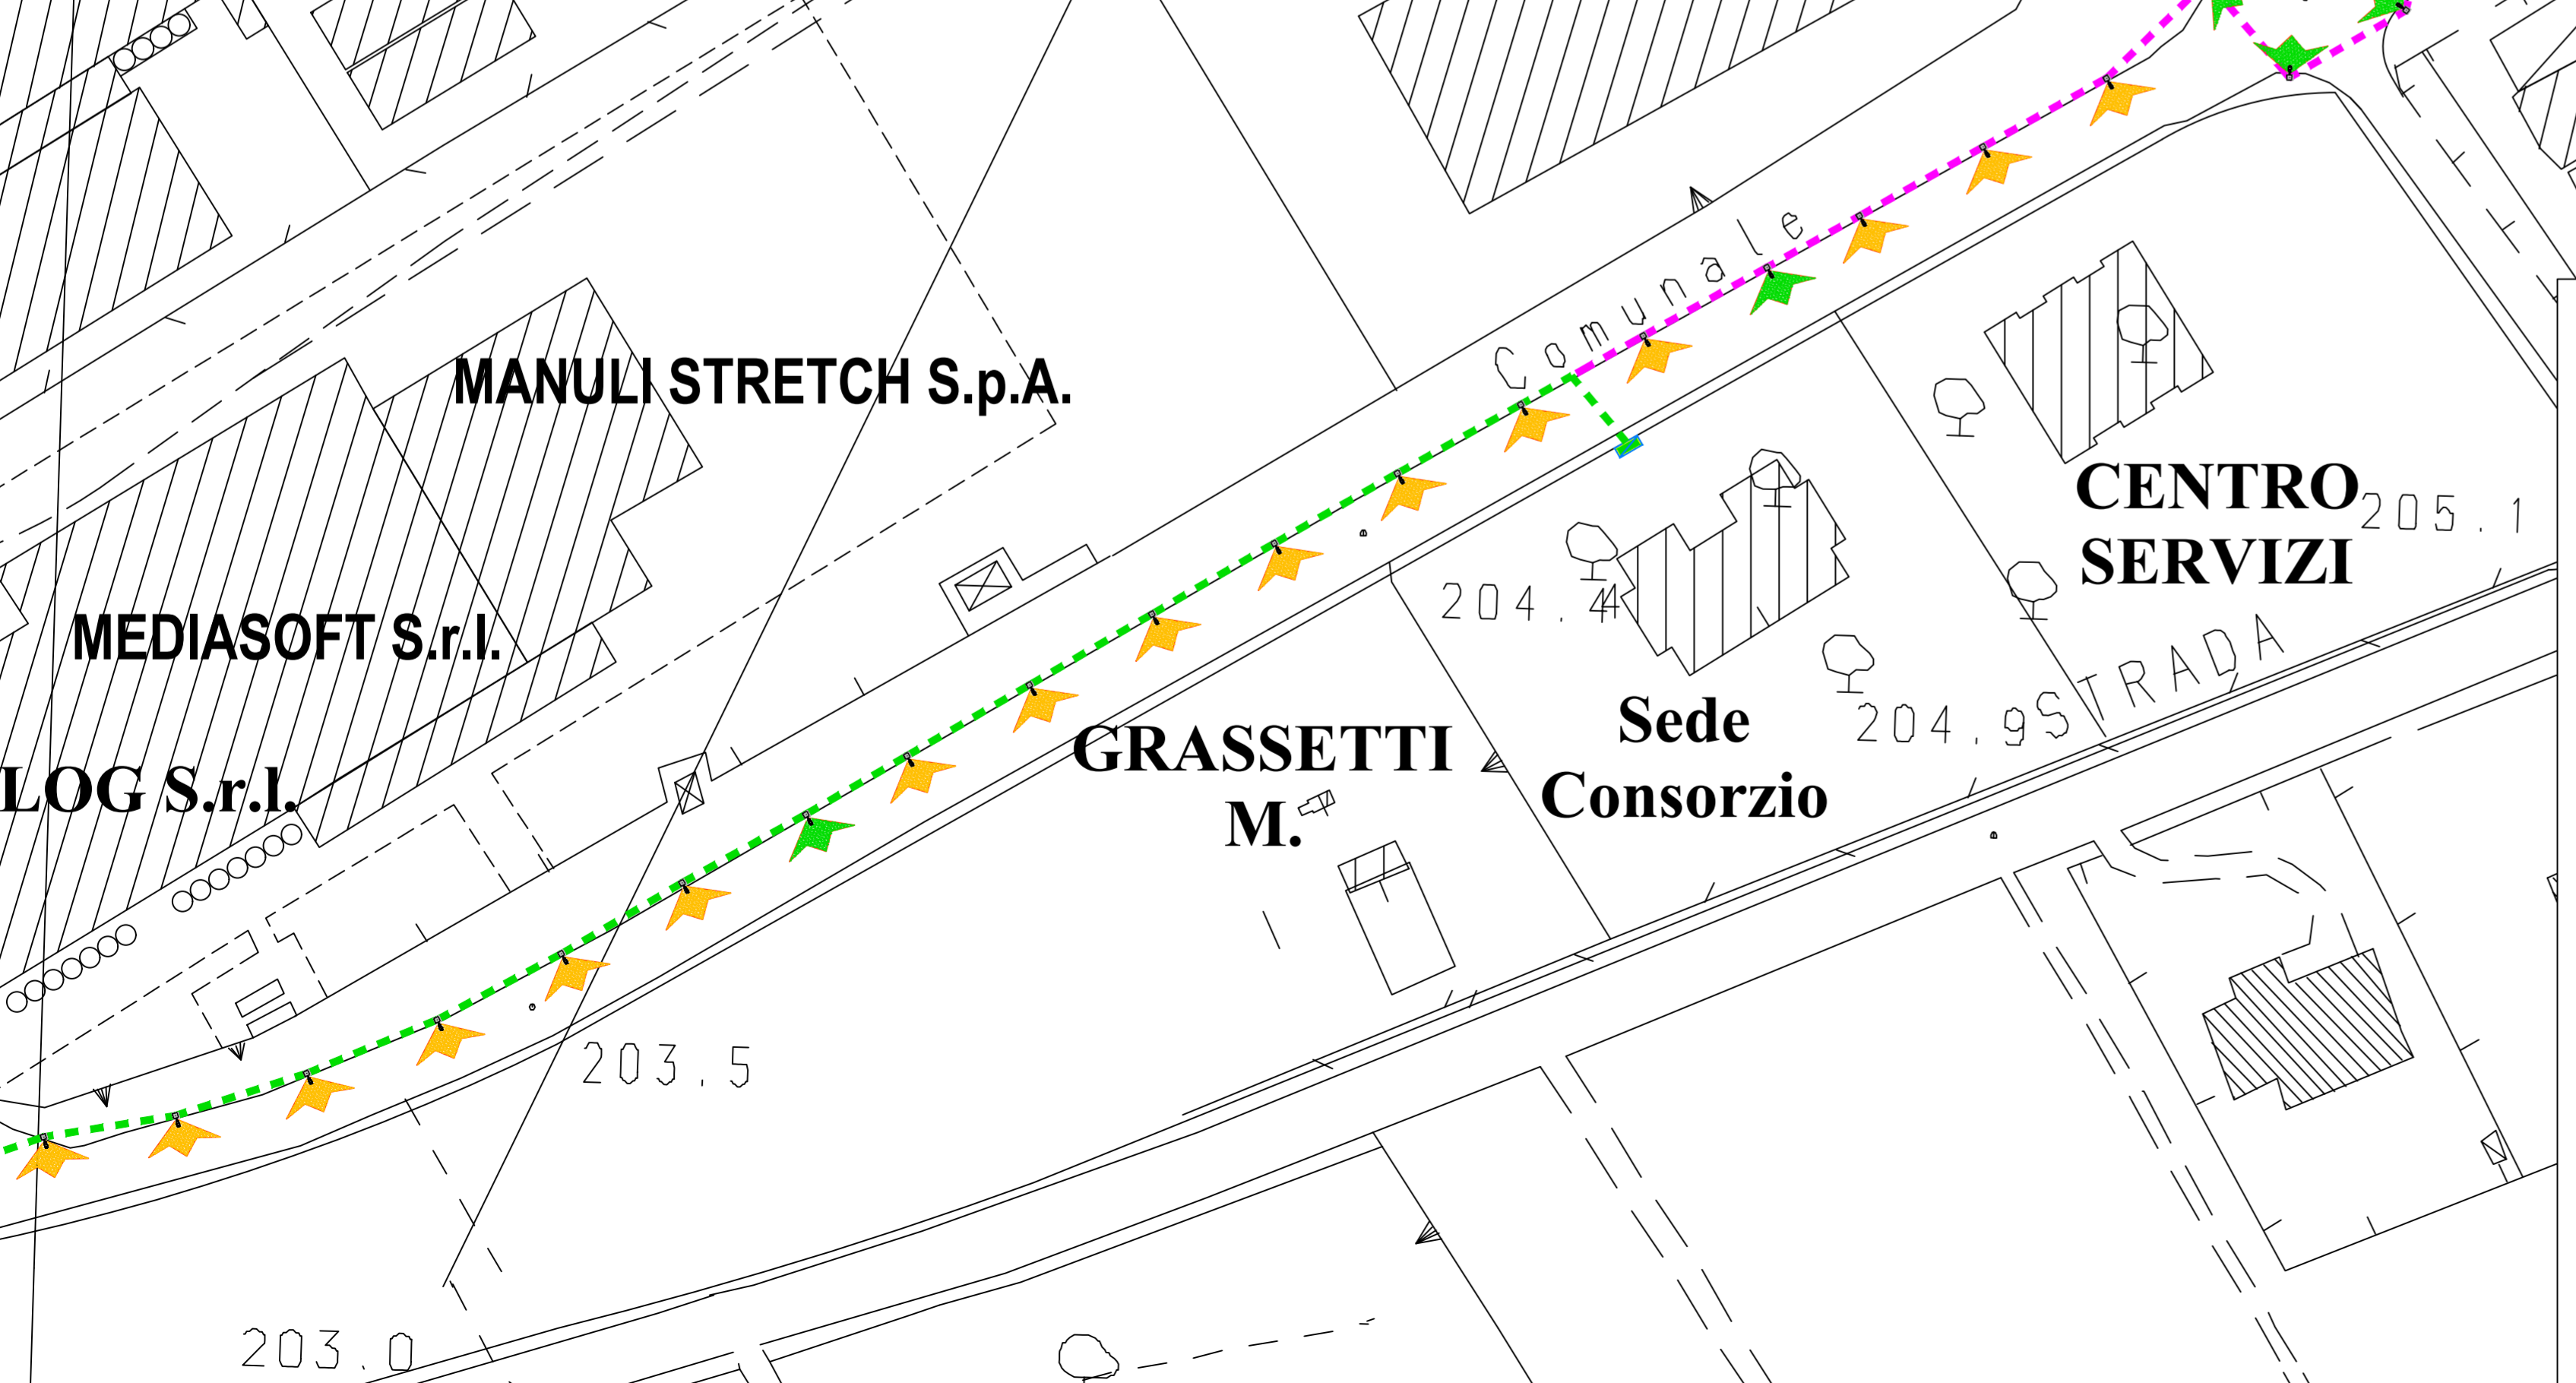 Comunale
MANULI STRETCH S.p.A.
CENTRO
SERVIZI
205.1
204.4
MEDIASOFT S.r.l.
STRADA
Sede
Consorzio
204.9
GRASSETTI
M.
LOG S.r.l.
203.5
203.0